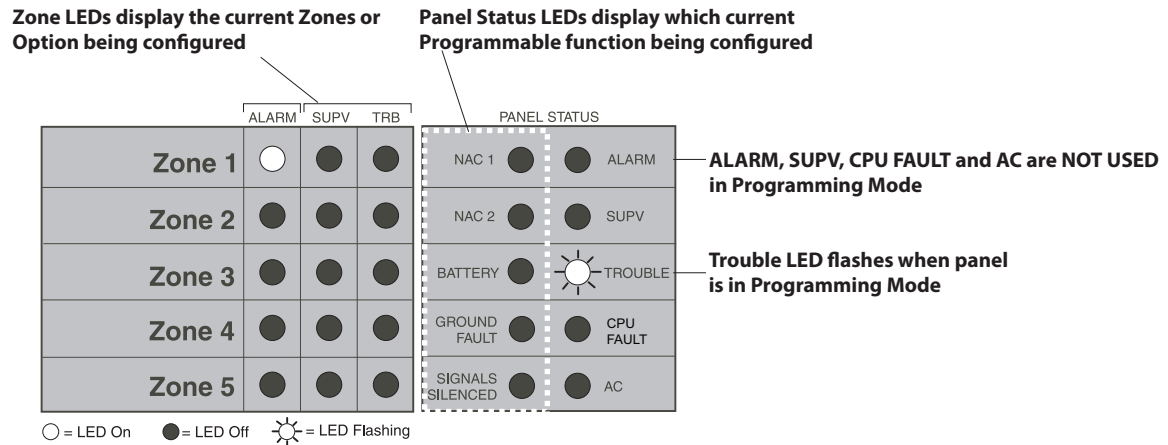 Zone LEDs display the current Zones or
Option being configured
Panel Status LEDs display which current
Programmable function being configured
ALARM SUPV TRB
PANEL STATUS
Zone 1
Zone 2
Zone 3
Zone 4
Zone 5
NAC 1
ALARM
NAC 2
SUPV
BATTERY
TROUBLE
GROUND
FAULT
CPU
FAULT
SIGNALS
SILENCED
AC
ALARM, SUPV, CPU FAULT and AC are NOT USED
in Programming Mode
Trouble LED flashes when panel
is in Programming Mode
= LED On = LED Off = LED Flashing